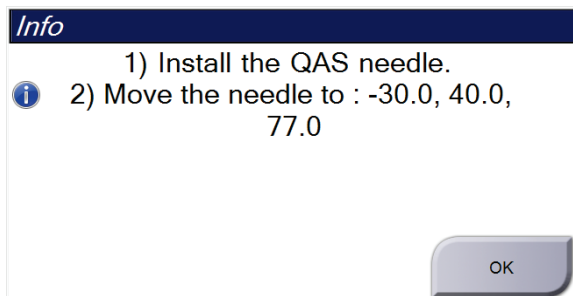 Info
1) Install the QAS needle.
2) Move the needle to : -30.0, 40.0,
77.0
OK